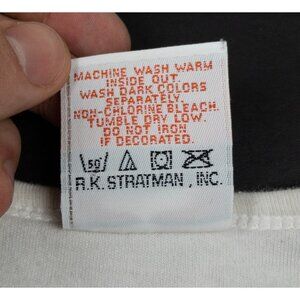 MACHINE WASH WARM
INSIDE OUT.
WASH DARK COLORS
SEPARATELY.
NON-CHLORINE BLEACH.
TUMBLE DRY LOW.
DO NOT IRON
IF DECORATED.
50
R.K. STRATMAN, INC.